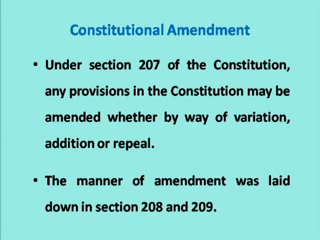 Constitutional Amendment
• Under section 207 of the Constitution,
any provisions in the Constitution may be
amended whether by way of variation,
addition or repeal.
• The manner of amendment was laid
down in section 208 and 209.